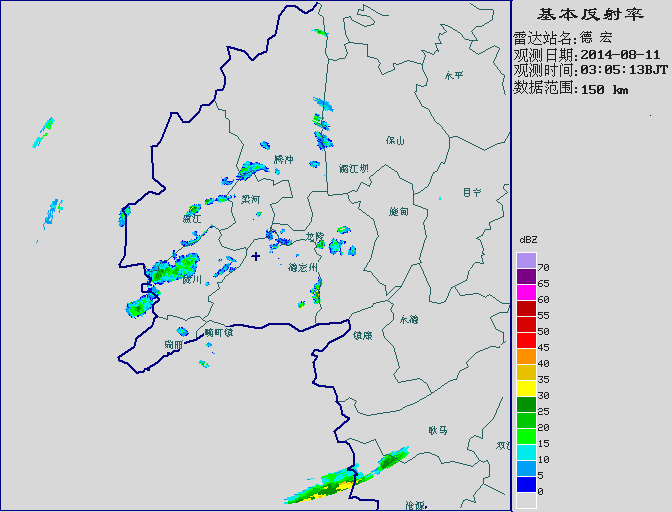 基本反射率
雷达站名:德 宏
观测日期:2014-08-11
观测时间:03:05:13BJT
数据范围:150 km
永平
保山
腾冲
潞江坝
昌宁
梁河
施甸
盈江
龙陵
德宏州
陇川
永德
畹町镇
镇康
瑞丽
耿马
双江
沧源
dBZ
70
65
60
55
50
45
40
35
30
25
20
15
10
5
0